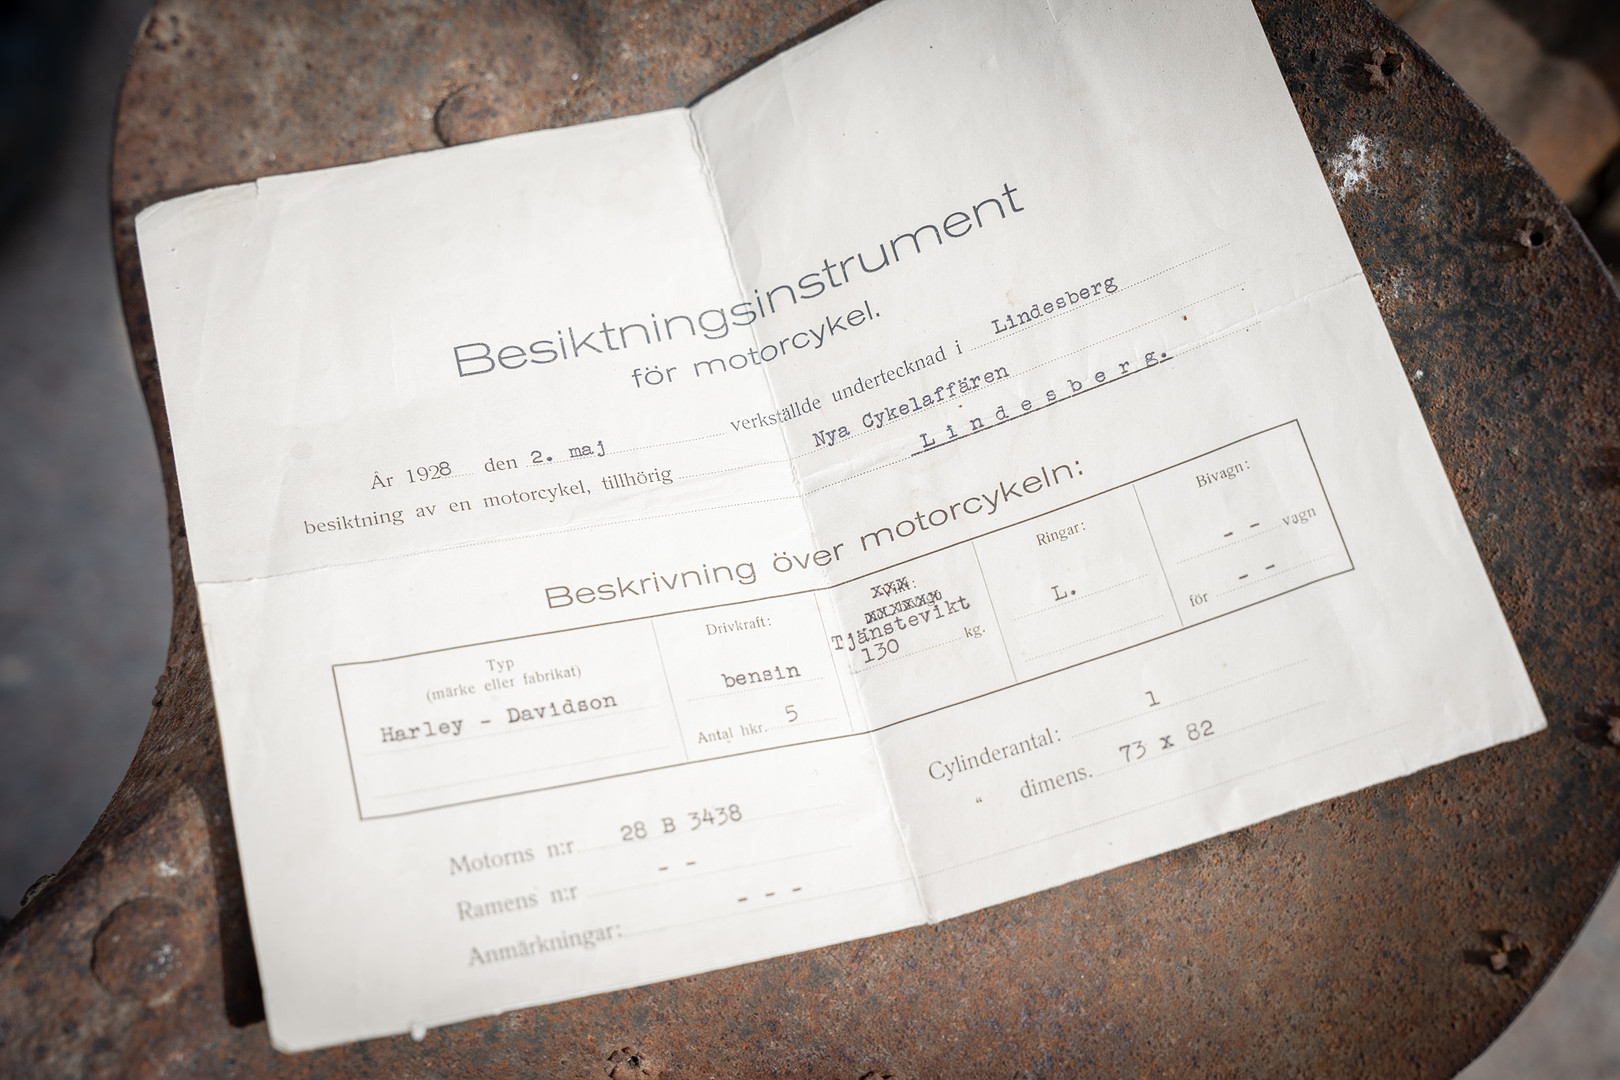 Besiktningsinstrument
för motorcykel.
År 1928 den 2. maj verkställde undertecknad i Lindesberg
besiktning av en motorcykel, tillhörig Nya Cykelaffären
Lindesberg.
Beskrivning över motorcykeln:
Typ
(märke eller fabrikat)
Harley - Davidson
Drivkraft:
bensin
Antal hkr. 5
Vikt:
Tjänstevikt
130 kg.
Ringar:
L.
Bivagn:
- - vagn
för - -
Motorns n:r 28 B 3438
Ramens n:r - -
Anmärkningar: - - -
Cylinderantal: 1
" dimens. 73 x 82